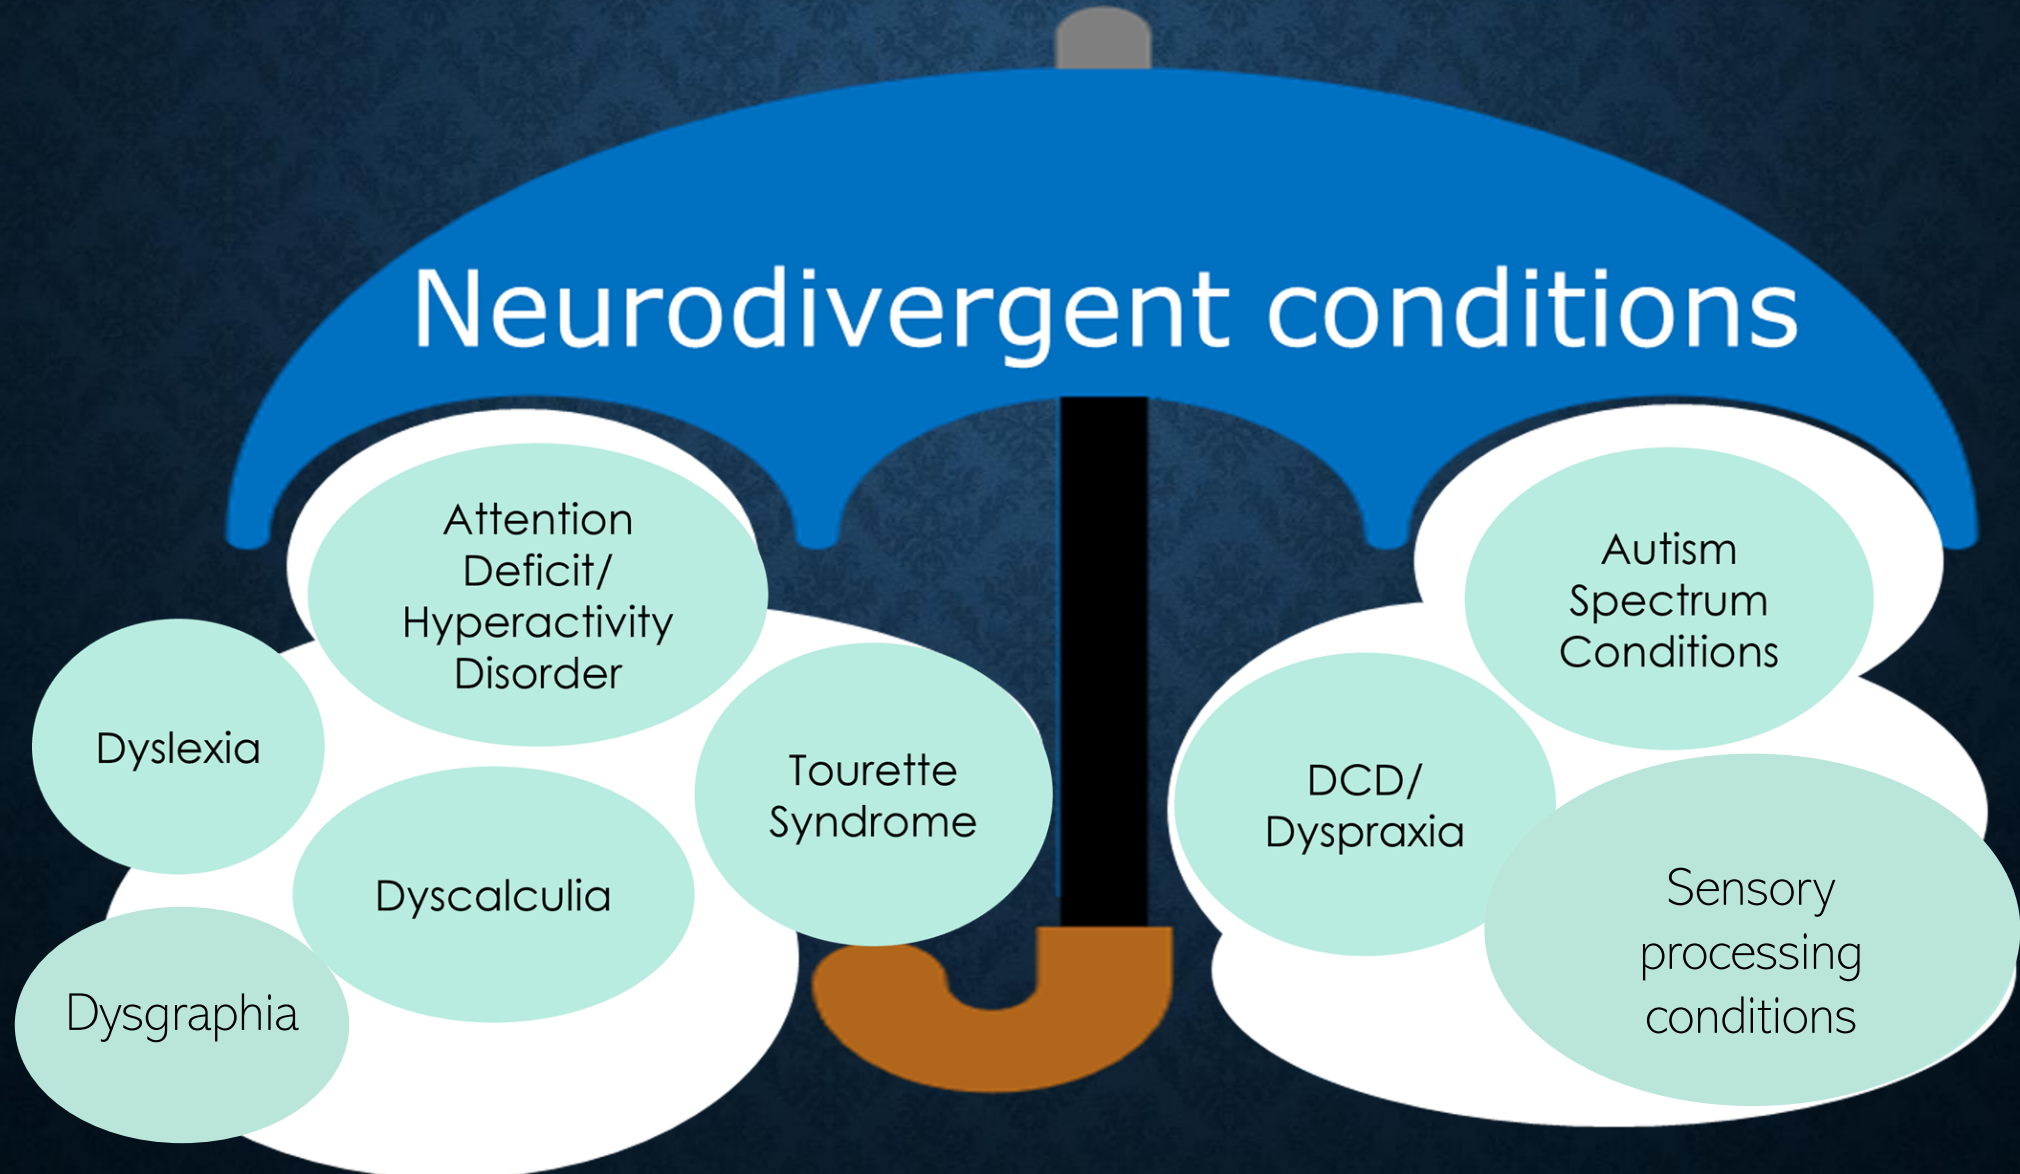 Neurodivergent conditions
Attention
Deficit/
Hyperactivity
Disorder
Dyslexia
Tourette
Syndrome
Dyscalculia
Dysgraphia
Autism
Spectrum
Conditions
DCD/
Dyspraxia
Sensory
processing
conditions